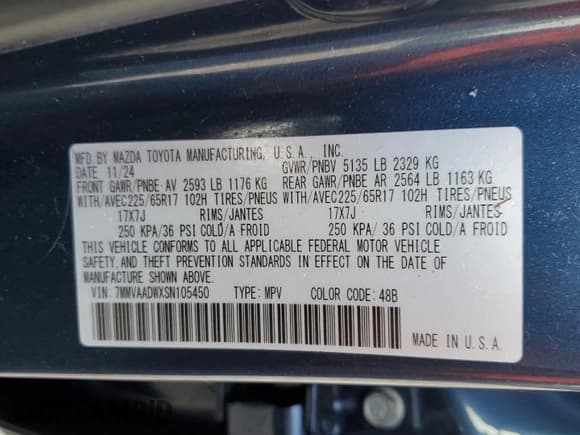 MFD. BY MAZDA TOYOTA MANUFACTURING, U.S.A., INC.
DATE 11/24 GVWR/PNBV 5135 LB 2329 KG
FRONT GAWR/PNBE AV 2593 LB 1176 KG REAR GAWR/PNBE AR 2564 LB 1163 KG
WITH/AVEC225/65R17 102H TIRES/PNEUS WITH/AVEC225/65R17 102H TIRES/PNEUS
17X7J RIMS/JANTES 17X7J RIMS/JANTES
250 KPA/36 PSI COLD/A FROID 250 KPA/36 PSI COLD/A FROID
THIS VEHICLE CONFORMS TO ALL APPLICABLE FEDERAL MOTOR VEHICLE
SAFETY, AND THEFT PREVENTION STANDARDS IN EFFECT ON THE DATE OF
MANUFACTURE SHOWN ABOVE.
VIN: 7MMVAADWXSN105450 TYPE: MPV COLOR CODE: 48B
MADE IN U.S.A.